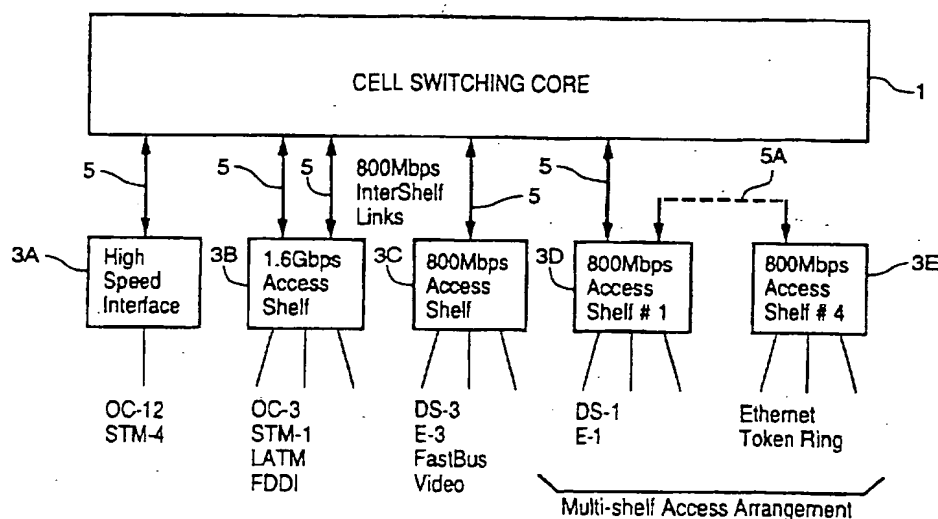 CELL SWITCHING CORE
1
5
5
5
800Mbps
InterShelf
Links
5
5
5A
3A
High
Speed
Interface
3B
1.6Gbps
Access
Shelf
3C
800Mbps
Access
Shelf
3D
800Mbps
Access
Shelf # 1
800Mbps
Access
Shelf # 4
3E
OC-12
STM-4
OC-3
STM-1
LATM
FDDI
DS-3
E-3
FastBus
Video
DS-1
E-1
Ethernet
Token Ring
Multi-shelf Access Arrangement